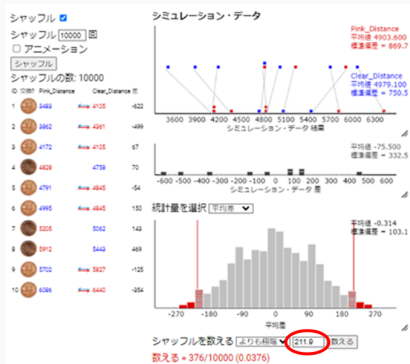 シャッフル
シャッフル 10000 回
アニメーション
シャッフル
シャッフルの数: 10000
# 交換? Pink_Distance Clear_Distance 差
1 3483 4105 -622
2 3862 4361 -499
3 4172 4105 67
4 4828 4758 70
5 4791 4845 -54
6 4995 4845 150
7 5205 5062 143
8 5912 5443 469
9 5702 5827 -125
10 6086 6440 -354
シミュレーション・データ
Pink_Distance
平均値 4903.600
標準偏差 = 869.7
Clear_Distance
平均値 4979.100
標準偏差 = 750.5
3600 3900 4200 4500 4800 5100 5400 5700 6000 6300
シミュレーション・データ 結果
平均値 -75.500
標準偏差 = 332.5
-600 -500 -400 -300 -200 -100 0 100 200 300 400 500 600
シミュレーション・データ 差
統計量を選択 平均差
平均値 -0.314
標準偏差 = 103.1
-270 -180 -90 0 90 180 270
平均差
シャッフルを数える よりも極端 211.9 数える
数える = 376/10000 (0.0376)